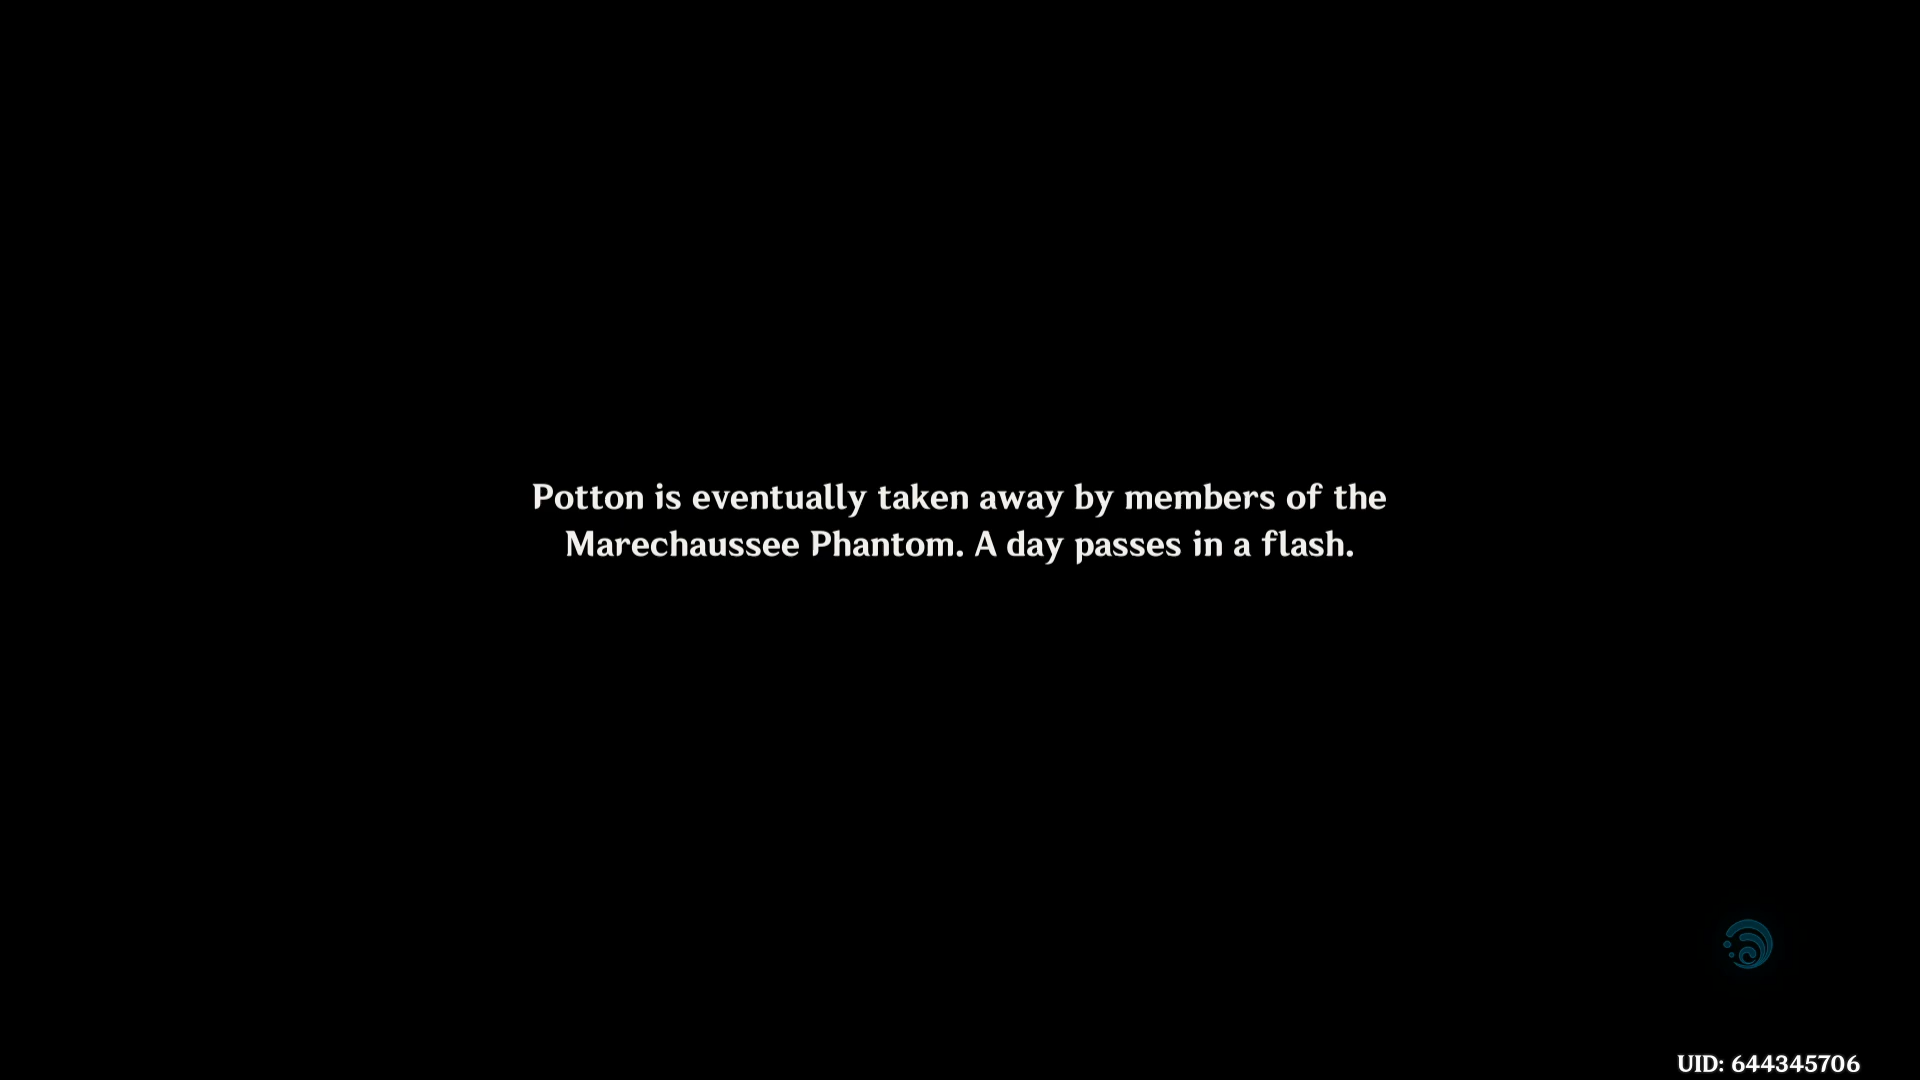 Potton is eventually taken away by members of the
Marechaussee Phantom. A day passes in a flash.
UID: 644345706